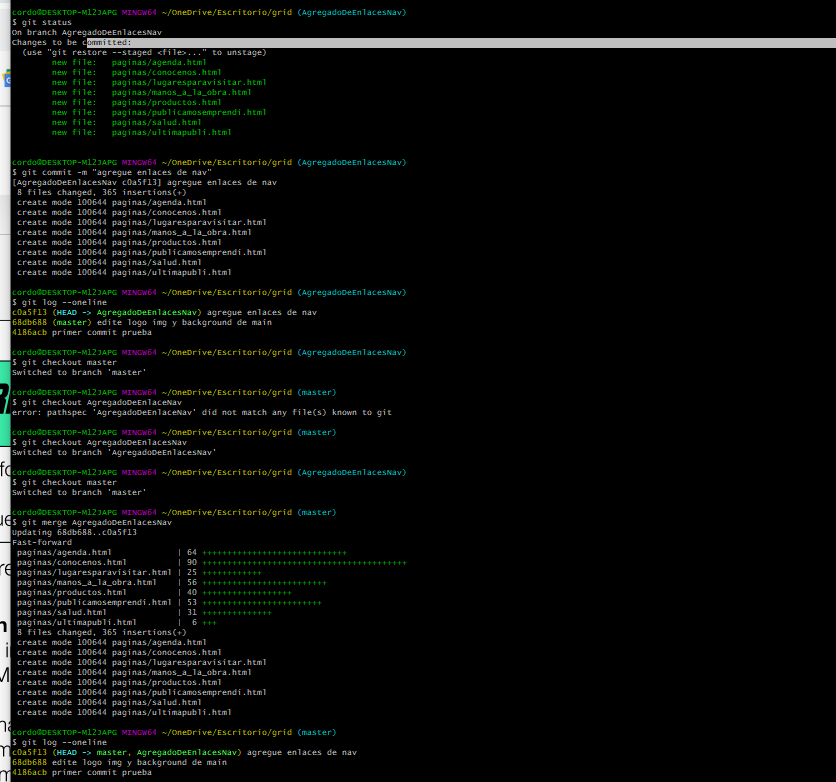 cordo@DESKTOP-M12JAPG MINGW64 ~/OneDrive/Escritorio/grid (AgregadoDeEnlacesNav)
$ git status
On branch AgregadoDeEnlacesNav
Changes to be committed:
  (use "git restore --staged <file>..." to unstage)
        new file:   paginas/agenda.html
        new file:   paginas/conocenos.html
        new file:   paginas/lugaresparavisitar.html
        new file:   paginas/manos_a_la_obra.html
        new file:   paginas/productos.html
        new file:   paginas/publicamosemprendi.html
        new file:   paginas/salud.html
        new file:   paginas/ultimapubli.html

cordo@DESKTOP-M12JAPG MINGW64 ~/OneDrive/Escritorio/grid (AgregadoDeEnlacesNav)
$ git commit -m "agregue enlaces de nav"
[AgregadoDeEnlacesNav c0a5f13] agregue enlaces de nav
 8 files changed, 365 insertions(+)
 create mode 100644 paginas/agenda.html
 create mode 100644 paginas/conocenos.html
 create mode 100644 paginas/lugaresparavisitar.html
 create mode 100644 paginas/manos_a_la_obra.html
 create mode 100644 paginas/productos.html
 create mode 100644 paginas/publicamosemprendi.html
 create mode 100644 paginas/salud.html
 create mode 100644 paginas/ultimapubli.html

cordo@DESKTOP-M12JAPG MINGW64 ~/OneDrive/Escritorio/grid (AgregadoDeEnlacesNav)
$ git log --oneline
c0a5f13 (HEAD -> AgregadoDeEnlacesNav) agregue enlaces de nav
68db688 (master) edite logo img y background de main
4186acb primer commit prueba

cordo@DESKTOP-M12JAPG MINGW64 ~/OneDrive/Escritorio/grid (AgregadoDeEnlacesNav)
$ git checkout master
Switched to branch 'master'

cordo@DESKTOP-M12JAPG MINGW64 ~/OneDrive/Escritorio/grid (master)
$ git checkout AgregadoDeEnlaceNav
error: pathspec 'AgregadoDeEnlaceNav' did not match any file(s) known to git

cordo@DESKTOP-M12JAPG MINGW64 ~/OneDrive/Escritorio/grid (master)
$ git checkout AgregadoDeEnlacesNav
Switched to branch 'AgregadoDeEnlacesNav'

cordo@DESKTOP-M12JAPG MINGW64 ~/OneDrive/Escritorio/grid (AgregadoDeEnlacesNav)
$ git checkout master
Switched to branch 'master'

cordo@DESKTOP-M12JAPG MINGW64 ~/OneDrive/Escritorio/grid (master)
$ git merge AgregadoDeEnlacesNav
Updating 68db688..c0a5f13
Fast-forward
 paginas/agenda.html             | 64 +++++++++++++++++++++++++++++
 paginas/conocenos.html          | 90 +++++++++++++++++++++++++++++++++++++++++
 paginas/lugaresparavisitar.html | 25 ++++++++++++
 paginas/manos_a_la_obra.html    | 56 +++++++++++++++++++++++++
 paginas/productos.html          | 40 ++++++++++++++++++
 paginas/publicamosemprendi.html | 53 ++++++++++++++++++++++++
 paginas/salud.html              | 31 ++++++++++++++
 paginas/ultimapubli.html        |  6 +++
 8 files changed, 365 insertions(+)
 create mode 100644 paginas/agenda.html
 create mode 100644 paginas/conocenos.html
 create mode 100644 paginas/lugaresparavisitar.html
 create mode 100644 paginas/manos_a_la_obra.html
 create mode 100644 paginas/productos.html
 create mode 100644 paginas/publicamosemprendi.html
 create mode 100644 paginas/salud.html
 create mode 100644 paginas/ultimapubli.html

cordo@DESKTOP-M12JAPG MINGW64 ~/OneDrive/Escritorio/grid (master)
$ git log --oneline
c0a5f13 (HEAD -> master, AgregadoDeEnlacesNav) agregue enlaces de nav
68db688 edite logo img y background de main
4186acb primer commit prueba